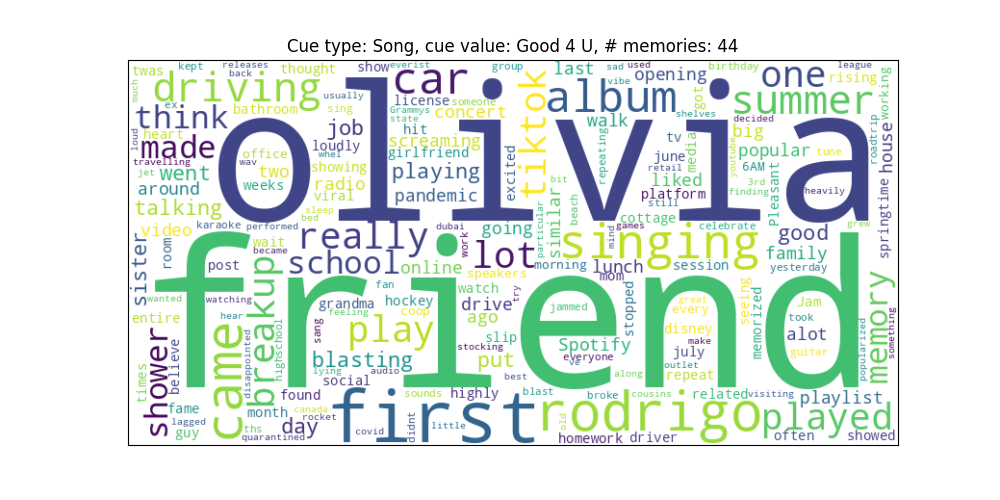 Cue type: Song, cue value: Good 4 U, # memories: 44
twas kept releases back thought show everist group last sad used opening birthday league rising
much driving car vibe got one working
ex usually license someone tiktok album shelves summer
think bathroom sing Grammys state concert walk decided roadtrip
loud heart job hit screaming repeating tv big
made olivia loudly girlfriend excited media popular youtube tune house
wav office whel showing playing june retail 6AM
travelling two viral platform liked finding 3rd Pleasant heavily
jet went weeks radio pandemic bit beach still
around sleep bed similar cottage celebrate springtime
talking karaoke performed dubai going particular mind games grew
video really work lot singing good
sister room wait became school online speakers morning lunch mom session family yesterday
post fan watch try
friend
wanted watching grandma hockey drive jammed stopped great every seeing Jam memory
entire hear feeling coop ago slip disney memorized took something
shower believe came disappointed breakup highschool sang play stocking put Spotify everyone ve make july outlet alot guitar popularized
blasting lying audio social best along repeat
times found sounds highly blast broke cousins related visiting playlist
fame month canada rocket first little rodrigo old played
lagged guy ths day quarantined covid didnt homework driver often showed